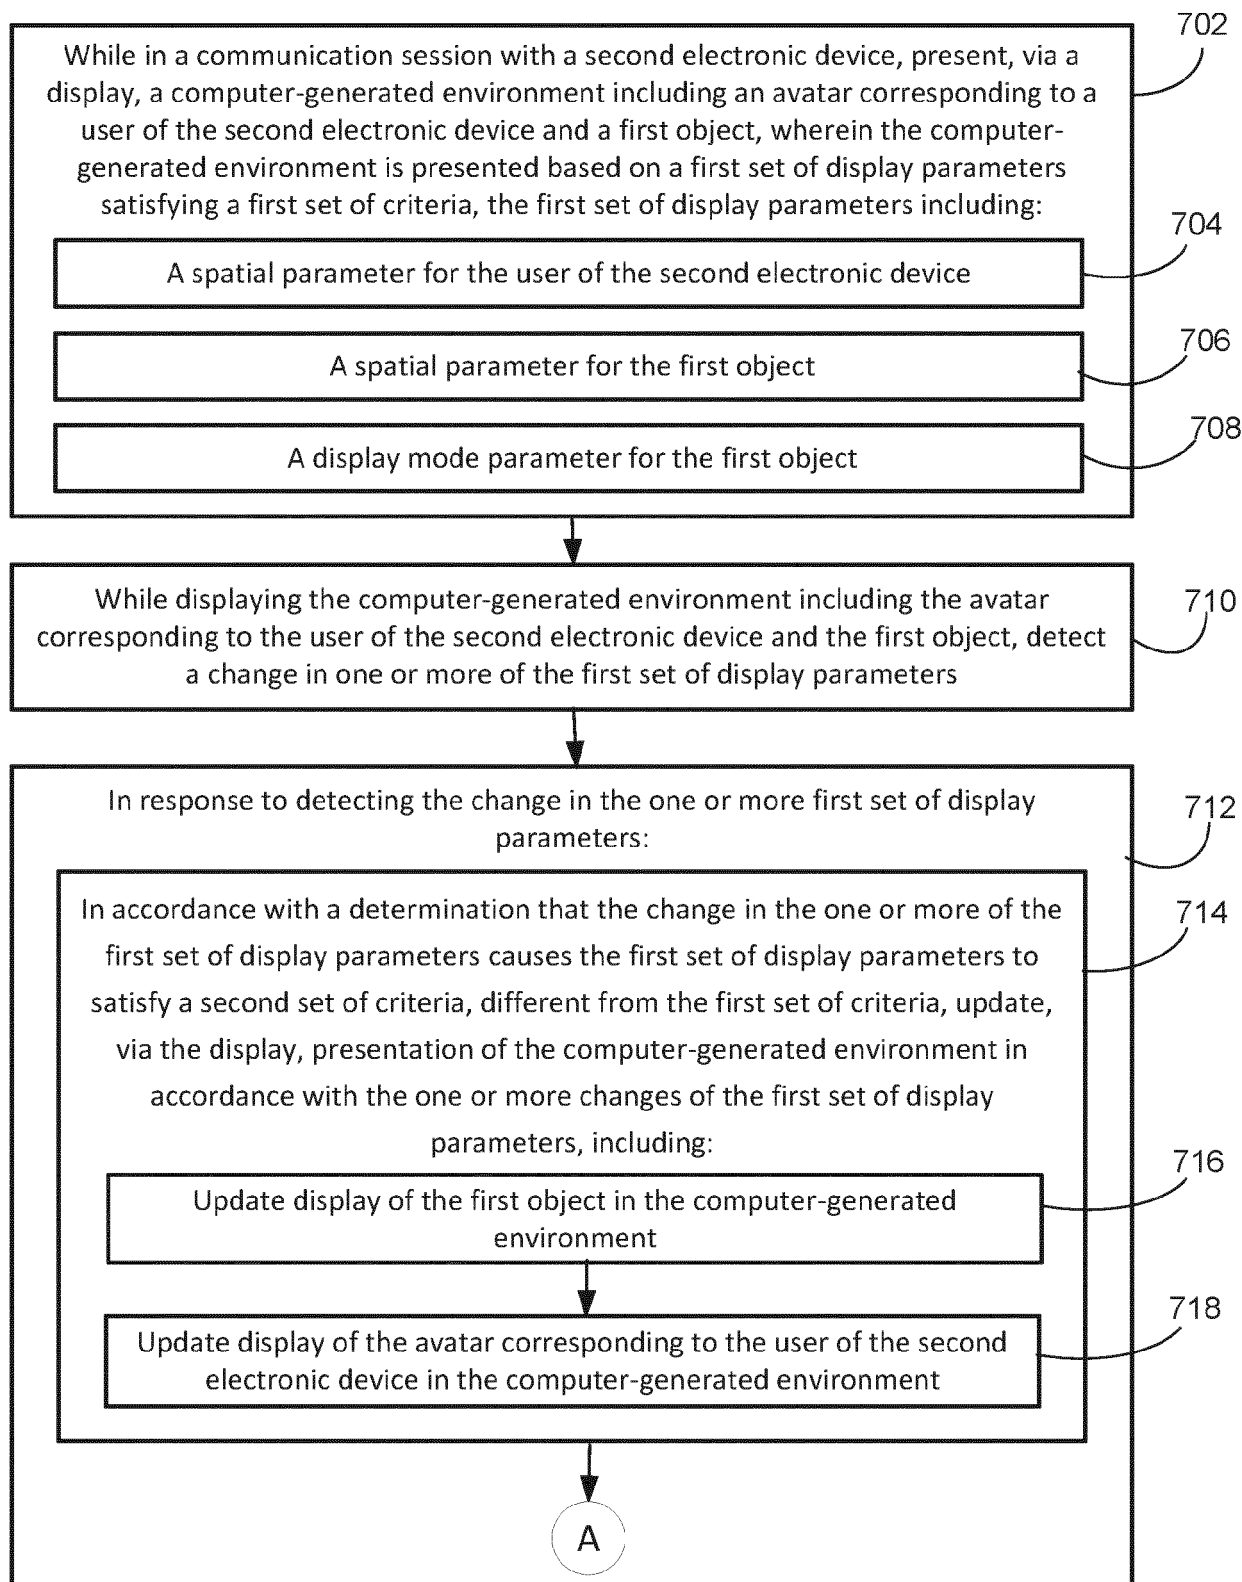 702
While in a communication session with a second electronic device, present, via a
display, a computer-generated environment including an avatar corresponding to a
user of the second electronic device and a first object, wherein the computer-
generated environment is presented based on a first set of display parameters
satisfying a first set of criteria, the first set of display parameters including:
704
A spatial parameter for the user of the second electronic device
706
A spatial parameter for the first object
708
A display mode parameter for the first object
710
While displaying the computer-generated environment including the avatar
corresponding to the user of the second electronic device and the first object, detect
a change in one or more of the first set of display parameters
712
In response to detecting the change in the one or more first set of display
parameters:
714
In accordance with a determination that the change in the one or more of the
first set of display parameters causes the first set of display parameters to
satisfy a second set of criteria, different from the first set of criteria, update,
via the display, presentation of the computer-generated environment in
accordance with the one or more changes of the first set of display
parameters, including:
716
Update display of the first object in the computer-generated
environment
718
Update display of the avatar corresponding to the user of the second
electronic device in the computer-generated environment
A